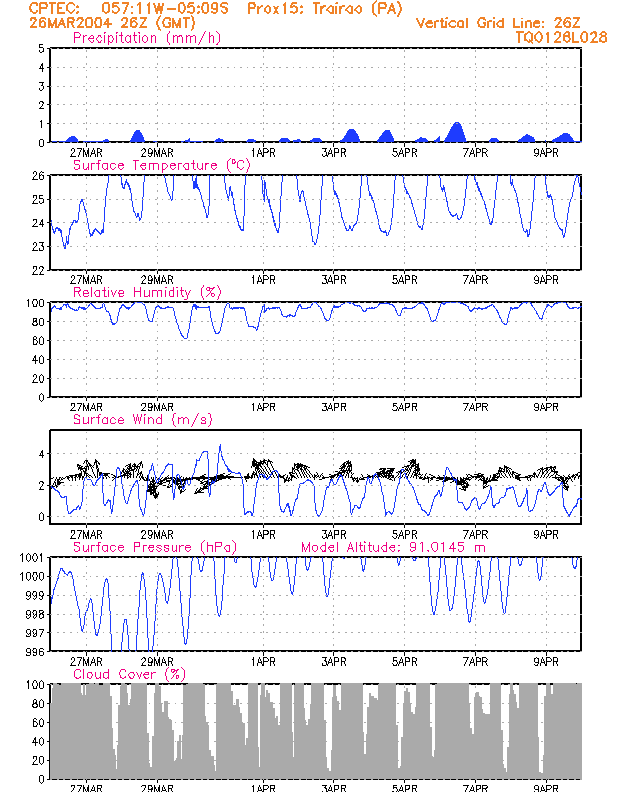 CPTEC: 057:11W-05:09S Prox15: Trairao (PA)
26MAR2004 26Z (GMT) Vertical Grid Line: 26Z
Precipitation (mm/h) TQ0126L028
5
4
3
2
1
0
27MAR 29MAR 1APR 3APR 5APR 7APR 9APR
Surface Temperature (ºC)
26
25
24
23
22
27MAR 29MAR 1APR 3APR 5APR 7APR 9APR
Relative Humidity (%)
100
80
60
40
20
0
27MAR 29MAR 1APR 3APR 5APR 7APR 9APR
Surface Wind (m/s)
4
2
0
27MAR 29MAR 1APR 3APR 5APR 7APR 9APR
Surface Pressure (hPa) Model Altitude: 91.0145 m
1001
1000
999
998
997
996
27MAR 29MAR 1APR 3APR 5APR 7APR 9APR
Cloud Cover (%)
100
80
60
40
20
0
27MAR 29MAR 1APR 3APR 5APR 7APR 9APR